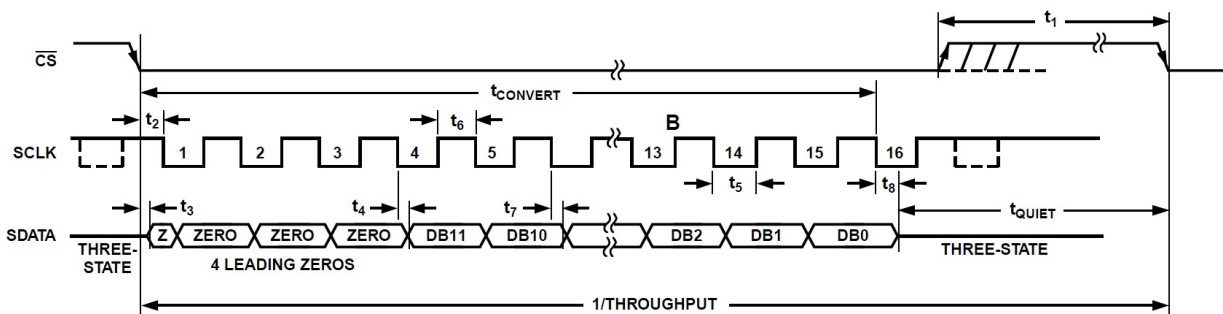 t1
CS
tCONVERT
t2
t6
B
SCLK
1
2
3
4
5
13
14
15
16
t3
t4
t7
t5
t8
tQUIET
SDATA
Z
ZERO
ZERO
ZERO
DB11
DB10
DB2
DB1
DB0
THREE-
STATE
THREE-STATE
4 LEADING ZEROS
1/THROUGHPUT